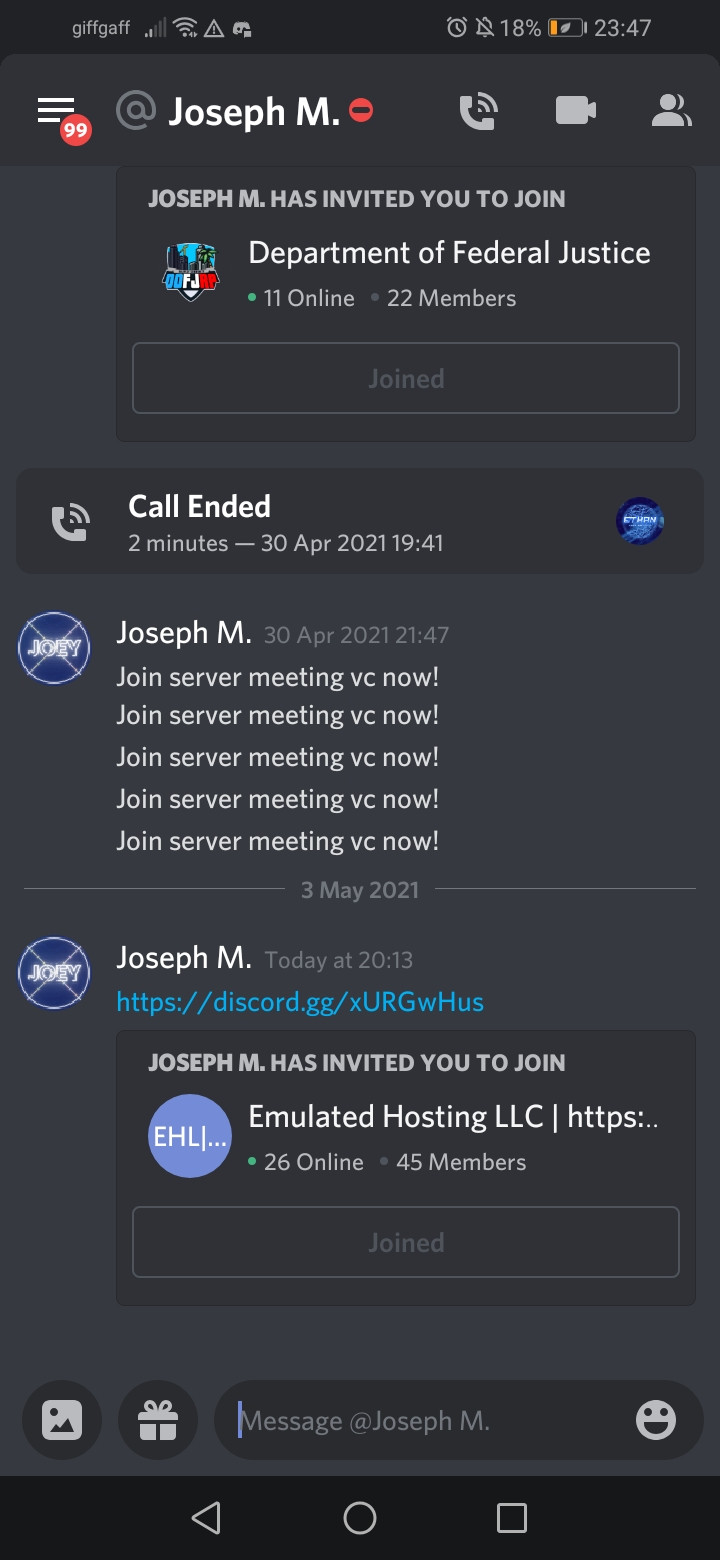 giffgaff 18% 23:47
99 @ Joseph M.
JOSEPH M. HAS INVITED YOU TO JOIN
Department of Federal Justice
DOFJRP
11 Online 22 Members
Joined
Call Ended
2 minutes — 30 Apr 2021 19:41
ETHAN
JOEY
Joseph M. 30 Apr 2021 21:47
Join server meeting vc now!
Join server meeting vc now!
Join server meeting vc now!
Join server meeting vc now!
Join server meeting vc now!
3 May 2021
JOEY
Joseph M. Today at 20:13
https://discord.gg/xURGwHus
JOSEPH M. HAS INVITED YOU TO JOIN
EHL|...
Emulated Hosting LLC | https:..
26 Online 45 Members
Joined
Message @Joseph M.